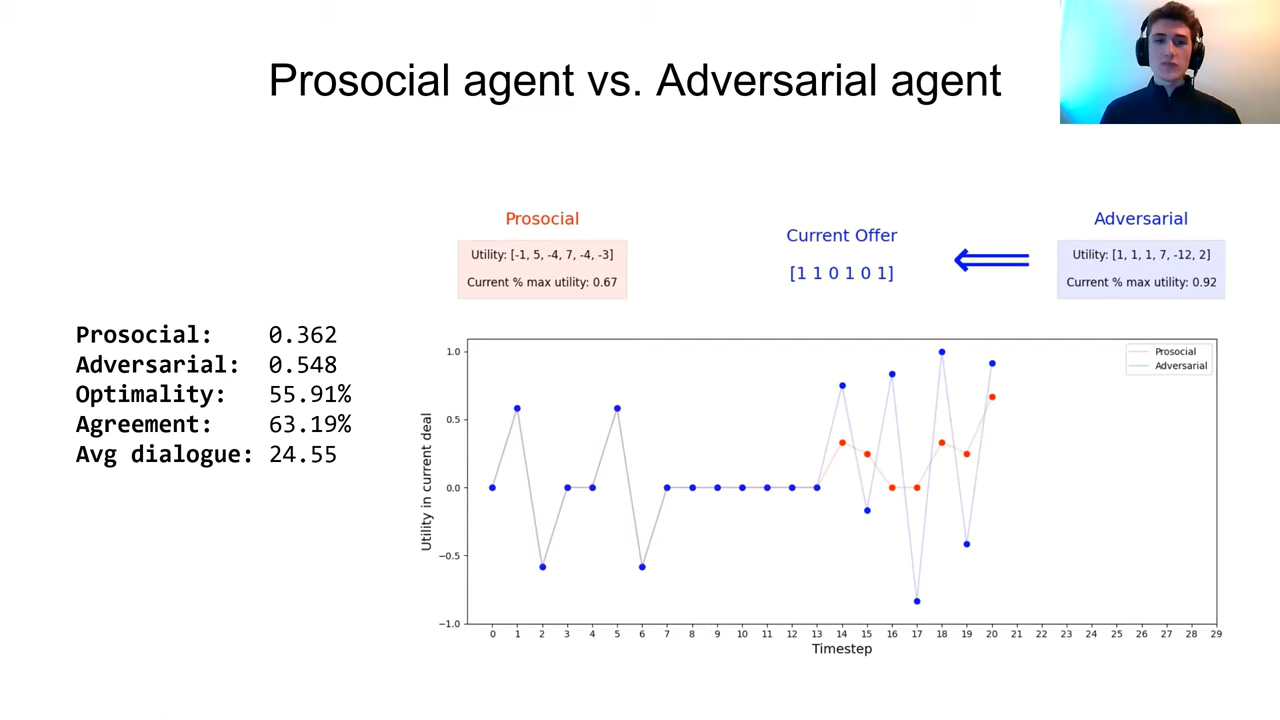 Prosocial agent vs. Adversarial agent
Prosocial
Utility: [-1, 5, -4, 7, -4, -3]
Current % max utility: 0.67
Current Offer
[1 1 0 1 0 1]
Adversarial
Utility: [1, 1, 1, 7, -12, 2]
Current % max utility: 0.92
Prosocial: 0.362
Adversarial: 0.548
Optimality: 55.91%
Agreement: 63.19%
Avg dialogue: 24.55
Prosocial
Adversarial
1.0
0.5
0.0
−0.5
−1.0
Utility in current deal
0 1 2 3 4 5 6 7 8 9 10 11 12 13 14 15 16 17 18 19 20 21 22 23 24 25 26 27 28 29
Timestep